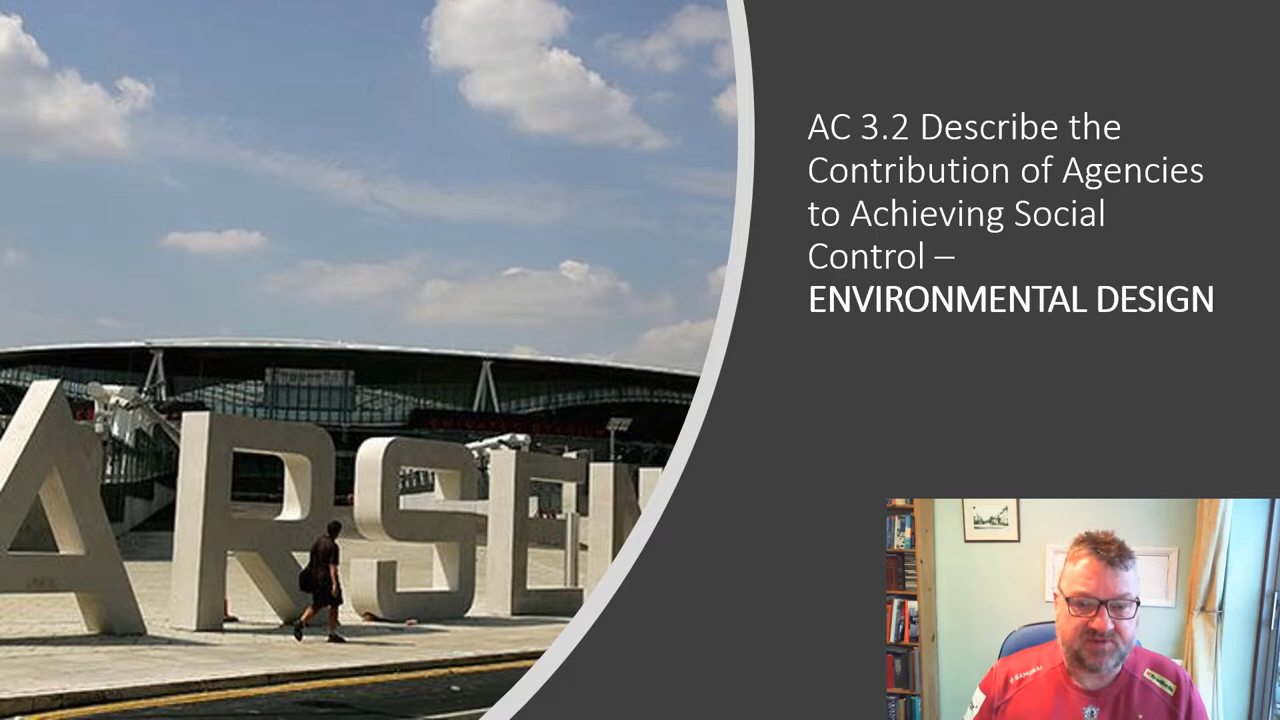 AC 3.2 Describe the
Contribution of Agencies
to Achieving Social
Control –
ENVIRONMENTAL DESIGN
ARSEN